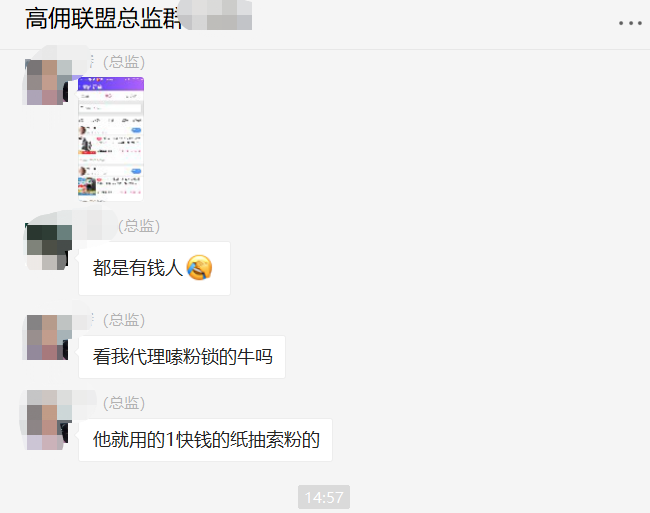 高佣联盟总监群
（总监）
（总监）
都是有钱人
（总监）
看我代理嗦粉锁的牛吗
（总监）
他就用的1快钱的纸抽索粉的
14:57